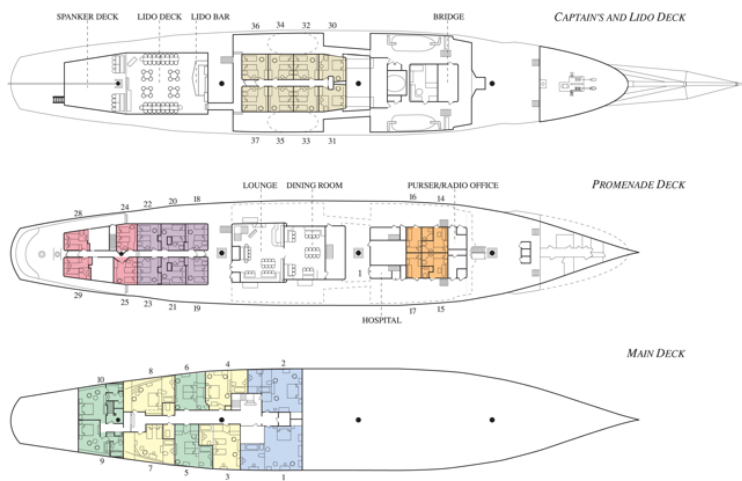 SPANKER DECK LIDO DECK LIDO BAR 36 34 32 30 BRIDGE CAPTAIN'S AND LIDO DECK
37 35 33 31
28 24 22 20 18 LOUNGE DINING ROOM PURSER/RADIO OFFICE 16 14 PROMENADE DECK
1
29 25 23 21 19 HOSPITAL 17 15
MAIN DECK
10 8 6 4 2
9 7 5 3 1